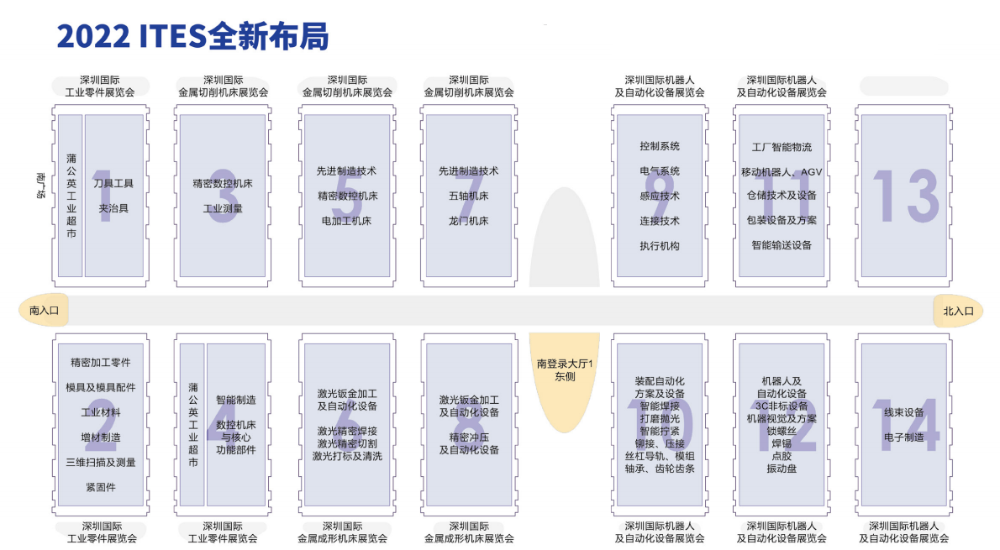 2022 ITES全新布局
深圳国际
工业零件展览会
深圳国际
金属切削机床展览会
深圳国际
金属切削机床展览会
深圳国际
金属切削机床展览会
深圳国际机器人
及自动化设备展览会
深圳国际机器人
及自动化设备展览会
南广场
蒲公英工业超市
1
刀具工具
夹治具
3
精密数控机床
工业测量
5
先进制造技术
精密数控机床
电加工机床
7
先进制造技术
五轴机床
龙门机床
9
控制系统
电气系统
感应技术
连接技术
执行机构
11
工厂智能物流
移动机器人、AGV
仓储技术及设备
包装设备及方案
智能输送设备
13
南入口
北入口
2
精密加工零件
模具及模具配件
工业材料
增材制造
三维扫描及测量
紧固件
蒲公英工业超市
4
智能制造
数控机床
与核心
功能部件
6
激光钣金加工
及自动化设备
激光精密焊接
激光精密切割
激光打标及清洗
8
激光钣金加工
及自动化设备
精密冲压
及自动化设备
南登录大厅1
东侧
10
装配自动化
方案及设备
智能焊接
打磨抛光
智能拧紧
铆接、压接
丝杠导轨、模组
轴承、齿轮齿条
12
机器人及
自动化设备
3C非标设备
机器视觉及方案
锁螺丝
焊锡
点胶
振动盘
14
线束设备
电子制造
深圳国际
工业零件展览会
深圳国际
工业零件展览会
深圳国际
金属成形机床展览会
深圳国际
金属成形机床展览会
深圳国际机器人
及自动化设备展览会
深圳国际机器人
及自动化设备展览会
深圳国际机器人
及自动化设备展览会